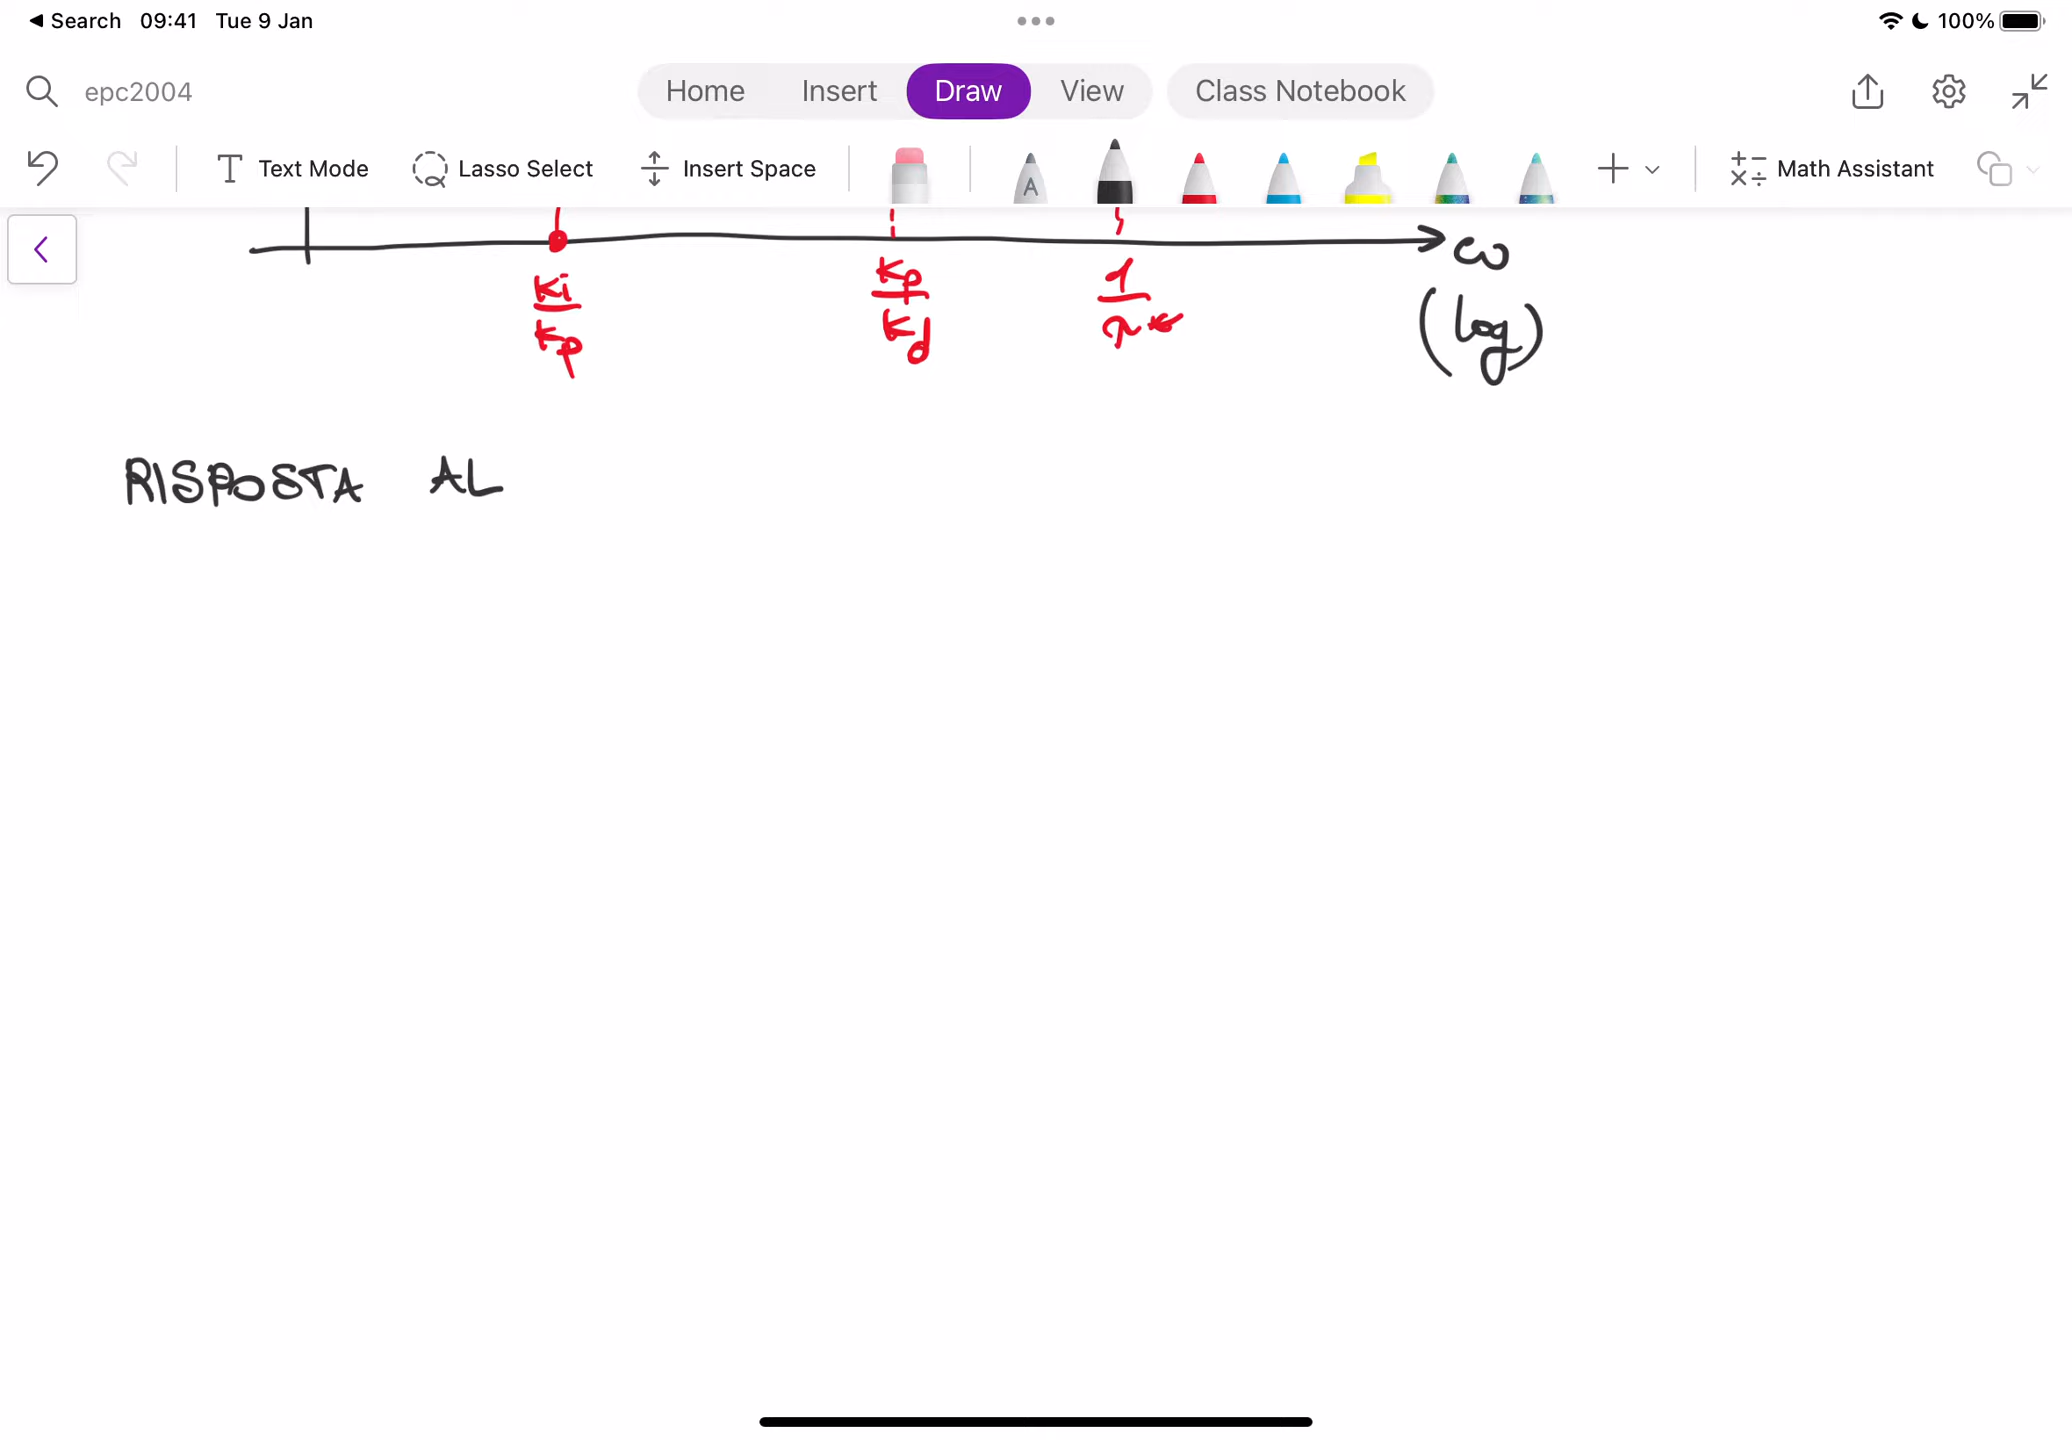 Search 09:41 Tue 9 Jan 100%
epc2004 Home Insert Draw View Class Notebook
Text Mode Lasso Select Insert Space A Math Assistant
ω
(log)
Ki
Kp
Kp
Kd
1
RISPOSTA AL